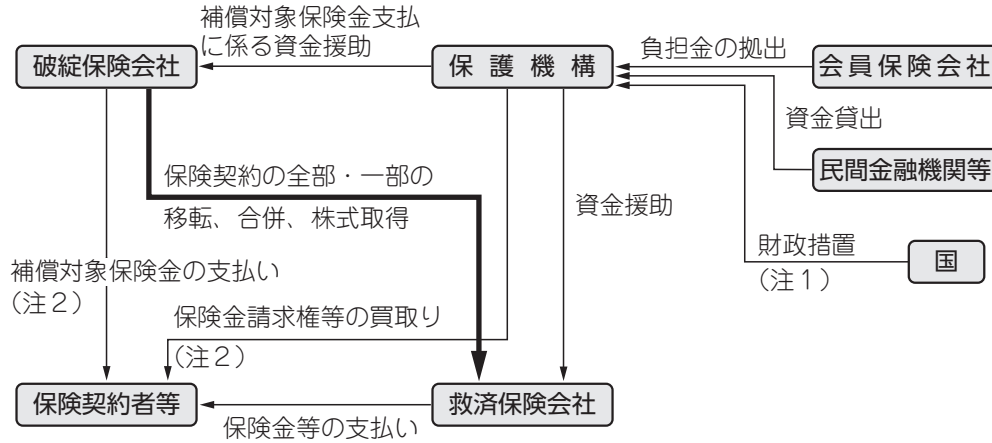 補償対象保険金支払
に係る資金援助
破綻保険会社
保護機構
負担金の拠出
会員保険会社
資金貸出
民間金融機関等
保険契約の全部・一部の
移転、合併、株式取得
資金援助
財政措置
（注１）
国
補償対象保険金の支払い
（注２）
保険金請求権等の買取り
（注２）
保険契約者等
救済保険会社
保険金等の支払い